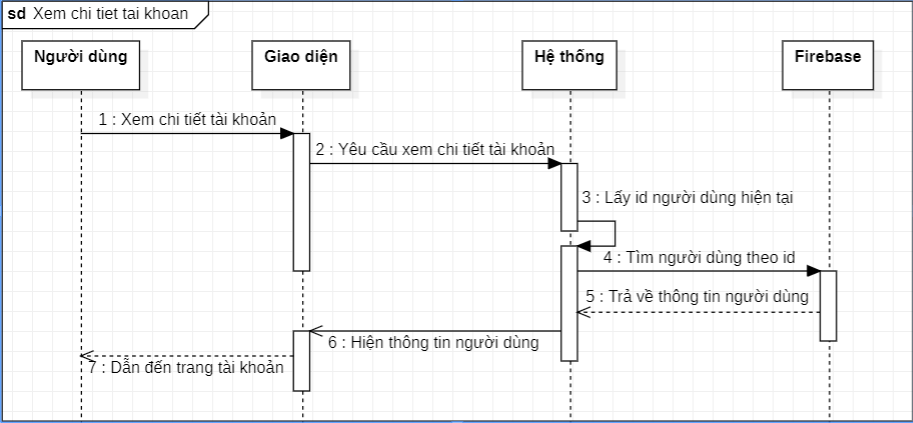 sd Xem chi tiet tai khoan
Người dùng
Giao diện
Hệ thống
Firebase
1 : Xem chi tiết tài khoản
2 : Yêu cầu xem chi tiết tài khoản
3 : Lấy id người dùng hiện tại
4 : Tìm người dùng theo id
5 : Trả về thông tin người dùng
6 : Hiện thông tin người dùng
7 : Dẫn đến trang tài khoản